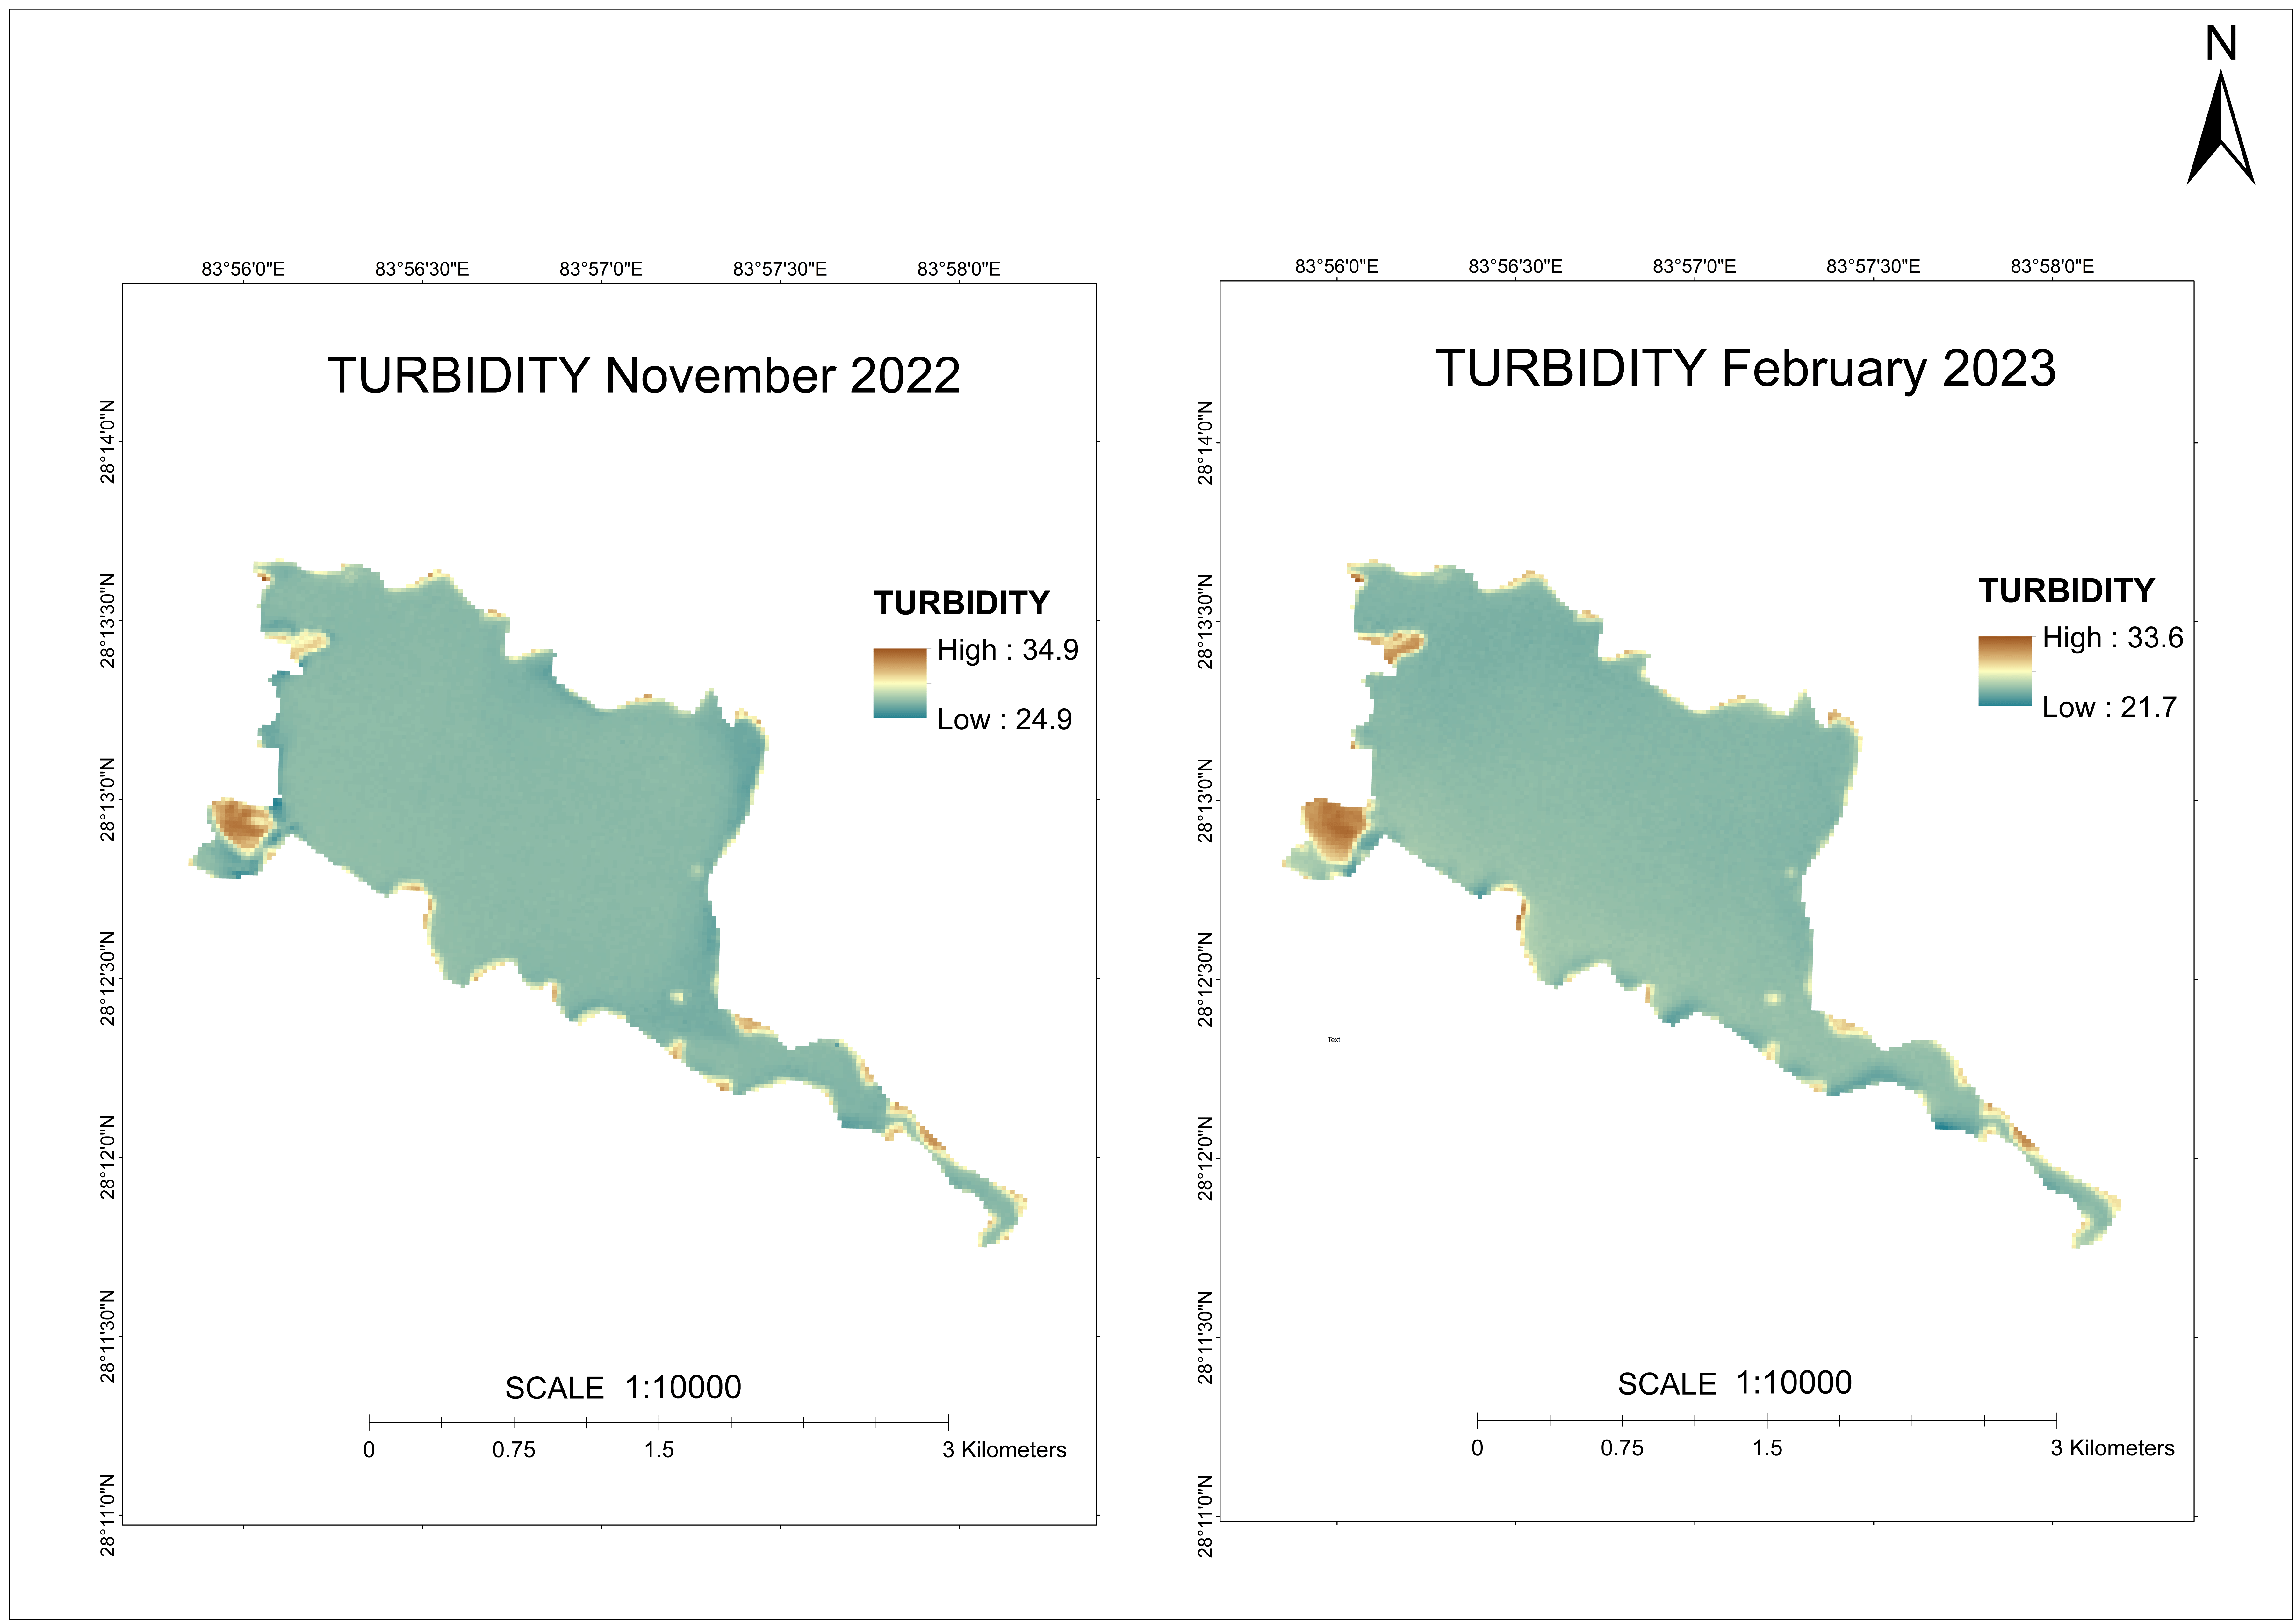 N
83°56'0"E 83°56'30"E 83°57'0"E 83°57'30"E 83°58'0"E
TURBIDITY November 2022
28°14'0"N
28°13'30"N
28°13'0"N
28°12'30"N
28°12'0"N
28°11'30"N
28°11'0"N
TURBIDITY
High : 34.9
Low : 24.9
SCALE 1:10000
0 0.75 1.5 3 Kilometers
83°56'0"E 83°56'30"E 83°57'0"E 83°57'30"E 83°58'0"E
TURBIDITY February 2023
28°14'0"N
28°13'30"N
28°13'0"N
28°12'30"N
28°12'0"N
28°11'30"N
28°11'0"N
TURBIDITY
High : 33.6
Low : 21.7
Text
SCALE 1:10000
0 0.75 1.5 3 Kilometers